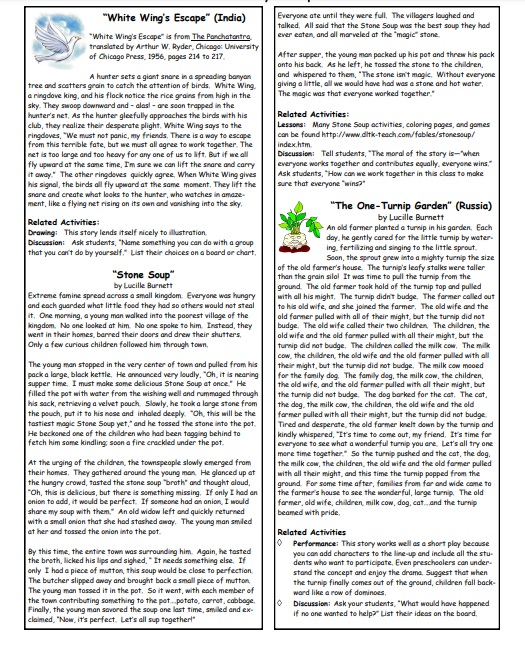 "White Wing's Escape" (India)
"White Wing's Escape" is from The Panchatantra,
translated by Arthur W. Ryder, Chicago: University
of Chicago Press, 1956, pages 214 to 217.
A hunter sets a giant snare in a spreading banyan
tree and scatters grain to catch the attention of birds. White Wing,
a ringdove king, and his flock notice the rice grains from high in the
sky. They swoop downward and – alas! – are soon trapped in the
hunter's net. As the hunter gleefully approaches the birds with his
club, they realize their desperate plight. White Wing says to the
ringdoves, "We must not panic, my friends. There is a way to escape
from this terrible fate, but we must all agree to work together. The
net is too large and too heavy for any one of us to lift. But if we all
fly upward at the same time, I'm sure we can lift the snare and carry
it away." The other ringdoves quickly agree. When White Wing gives
his signal, the birds all fly upward at the same moment. They lift the
snare and create what looks to the hunter, who watches in amaze-
ment, like a flying net rising on its own and vanishing into the sky.
Related Activities:
Drawing: This story lends itself nicely to illustration.
Discussion: Ask students, "Name something you can do with a group
that you can't do by yourself." List their choices on a board or chart.
"Stone Soup"
by Lucille Burnett
Extreme famine spread across a small kingdom. Everyone was hungry
and each guarded what little food they had so others would not steal
it. One morning, a young man walked into the poorest village of the
kingdom. No one looked at him. No one spoke to him. Instead, they
went in their homes, barred their doors and drew their shutters.
Only a few curious children followed him through town.
The young man stopped in the very center of town and pulled from his
pack a large, black kettle. He announced very loudly, "Oh, it is nearing
supper time. I must make some delicious Stone Soup at once." He
filled the pot with water from the wishing well and rummaged through
his sack, retrieving a velvet pouch. Slowly, he took a large stone from
the pouch, put it to his nose and inhaled deeply. "Oh, this will be the
tastiest magic Stone Soup yet," and he tossed the stone into the pot.
He beckoned one of the children who had been tagging behind to
fetch him some kindling; soon a fire crackled under the pot.
At the urging of the children, the townspeople slowly emerged from
their homes. They gathered around the young man. He glanced up at
the hungry crowd, tasted the stone soup "broth" and thought aloud,
"Oh, this is delicious, but there is something missing. If only I had an
onion to add, it would be perfect. If someone had an onion, I would
share my soup with them." An old widow left and quickly returned
with a small onion that she had stashed away. The young man smiled
at her and tossed the onion into the pot.
By this time, the entire town was surrounding him. Again, he tasted
the broth, licked his lips and sighed, " It needs something else. If
only I had a piece of mutton, this soup would be close to perfection.
The butcher slipped away and brought back a small piece of mutton.
The young man tossed it in the pot. So it went, with each member of
the town contributing something to the pot...potato, carrot, cabbage.
Finally, the young man savored the soup one last time, smiled and ex-
claimed, "Now, it's perfect. Let's all sup together!"
Everyone ate until they were full. The villagers laughed and
talked. All said that the Stone Soup was the best soup they had
ever eaten, and all marveled at the "magic" stone.
After supper, the young man packed up his pot and threw his pack
onto his back. As he left, he tossed the stone to the children,
and whispered to them, "The stone isn't magic. Without everyone
giving a little, all we would have had was a stone and hot water.
The magic was that everyone worked together."
Related Activities:
Lessons: Many Stone Soup activities, coloring pages, and games
can be found http://www.dltk-teach.com/fables/stonesoup/
index.htm.
Discussion: Tell students, "The moral of the story is—"when
everyone works together and contributes equally, everyone wins."
Ask students, "How can we work together in this class to make
sure that everyone "wins?"
"The One-Turnip Garden" (Russia)
by Lucille Burnett
An old farmer planted a turnip in his garden. Each
day, he gently cared for the little turnip by water-
ing, fertilizing and singing to the little sprout.
Soon, the sprout grew into a mighty turnip the size
of the old farmer's house. The turnip's leafy stalks were taller
than the grain silo! It was time to pull the turnip from the
ground. The old farmer took hold of the turnip top and pulled
with all his might. The turnip didn't budge. The farmer called out
to his old wife, and she joined the farmer. The old wife and the
old farmer pulled with all of their might, but the turnip did not
budge. The old wife called their two children. The children, the
old wife and the old farmer pulled with all their might, but the
turnip did not budge. The children called the milk cow. The milk
cow, the children, the old wife and the old farmer pulled with all
their might, but the turnip did not budge. The milk cow mooed
for the family dog. The family dog, the milk cow, the children,
the old wife, and the old farmer pulled with all their might, but
the turnip did not budge. The dog barked for the cat. The cat,
the dog, the milk cow, the children, the old wife and the old
farmer pulled with all their might, but the turnip did not budge.
Tired and desperate, the old farmer knelt down by the turnip and
kindly whispered, "It's time to come out, my friend. It's time for
everyone to see what a wonderful turnip you are. Let's all try one
more time together." So the turnip pushed and the cat, the dog,
the milk cow, the children, the old wife and the old farmer pulled
with all their might, and this time the turnip popped from the
ground. For some time after, families from far and wide came to
the farmer's house to see the wonderful, large turnip. The old
farmer, old wife, children, milk cow, dog, cat...and the turnip
beamed with pride.
Related Activities
◊ Performance: This story works well as a short play because
you can add characters to the line-up and include all the stu-
dents who want to participate. Even preschoolers can under-
stand the concept and enjoy the drama. Suggest that when
the turnip finally comes out of the ground, children fall back-
ward like a row of dominoes.
◊ Discussion: Ask your students, "What would have happened
if no one wanted to help?" List their ideas on the board.